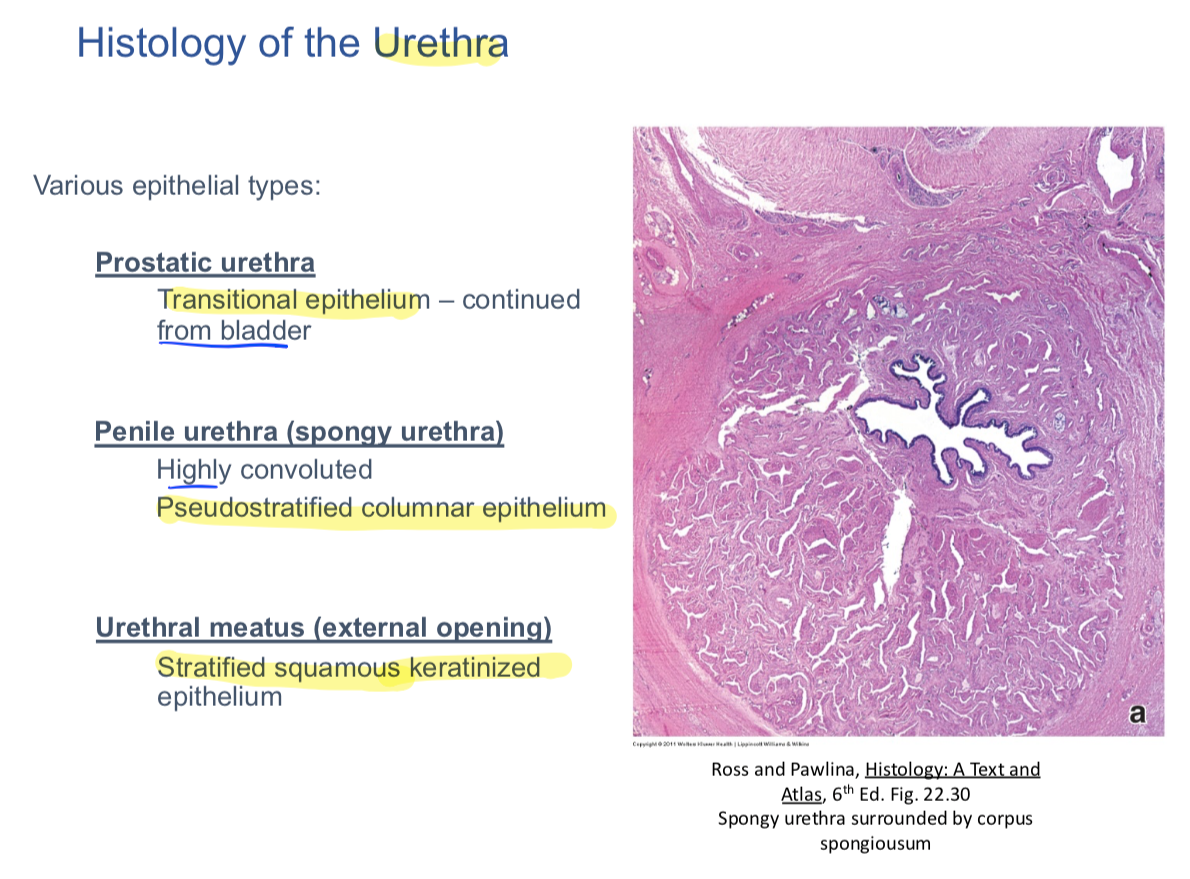 Histology of the Urethra
Various epithelial types:
Prostatic urethra
Transitional epithelium – continued
from bladder
Penile urethra (spongy urethra)
Highly convoluted
Pseudostratified columnar epithelium
Urethral meatus (external opening)
Stratified squamous keratinized
epithelium
a
Copyright © 2011 Wolters Kluwer Health | Lippincott Williams & Wilkins
Ross and Pawlina, Histology: A Text and
Atlas, 6th Ed. Fig. 22.30
Spongy urethra surrounded by corpus
spongiousum